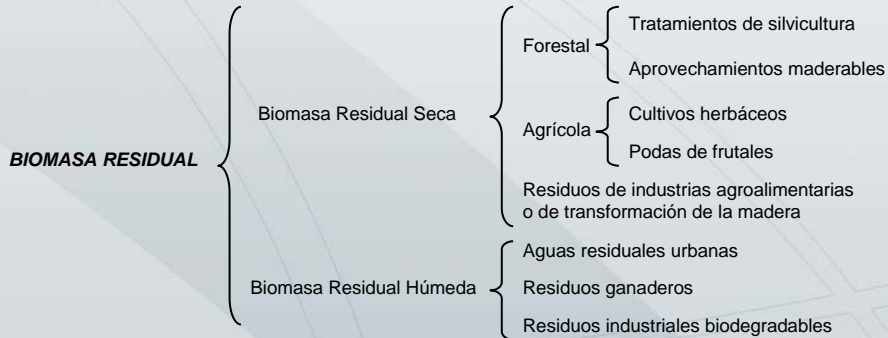 BIOMASA RESIDUAL
Biomasa Residual Seca
Forestal
Tratamientos de silvicultura
Aprovechamientos maderables
Agrícola
Cultivos herbáceos
Podas de frutales
Residuos de industrias agroalimentarias
o de transformación de la madera
Biomasa Residual Húmeda
Aguas residuales urbanas
Residuos ganaderos
Residuos industriales biodegradables